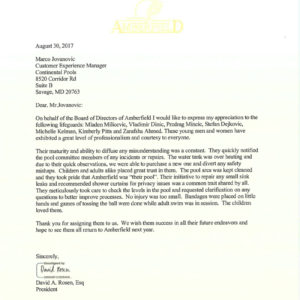 AMBERFIELD
August 30, 2017
Marco Jovanovic
Customer Experience Manager
Continental Pools
8520 Corridor Rd
Suite B
Savage, MD 20763
Dear. Mr.Jovanovic:
On behalf of the Board of Directors of Amberfield I would like to express my appreciation to the
following lifeguards: Mladen Milicevic, Vladimir Dinic, Predrag Mincic, Stefan Dejkovic,
Michelle Kelman, Kimberly Pitts and Zarafsha Ahmed. These young men and women have
exhibited a great level of professionalism and courtesy to everyone.
Their maturity and ability to diffuse any misunderstanding was a constant. They quickly notified
the pool committee members of any incidents or repairs. The water tank was over heating and
due to their quick observations, we were able to purchase a new one and divert any safety
mishaps. Children and adults alike placed great trust in them. The pool area was kept cleaned
and they took pride that Amberfield was "their pool". Their initiative to repair any small sink
leaks and recommended shower curtains for privacy issues was a common trait shared by all.
They meticulously took care to check the levels in the pool and requested clarification on any
questions to better improve processes. No injury was too small. Bandages were placed on little
hands and games of tossing the ball were done while adult swims was in session. The children
loved them.
Thank you for assigning them to us. We wish them success in all their future endeavors and
hope to see them all return to Amberfield next year.
Sincerely,
David Rosen
David A. Rosen, Esq
President